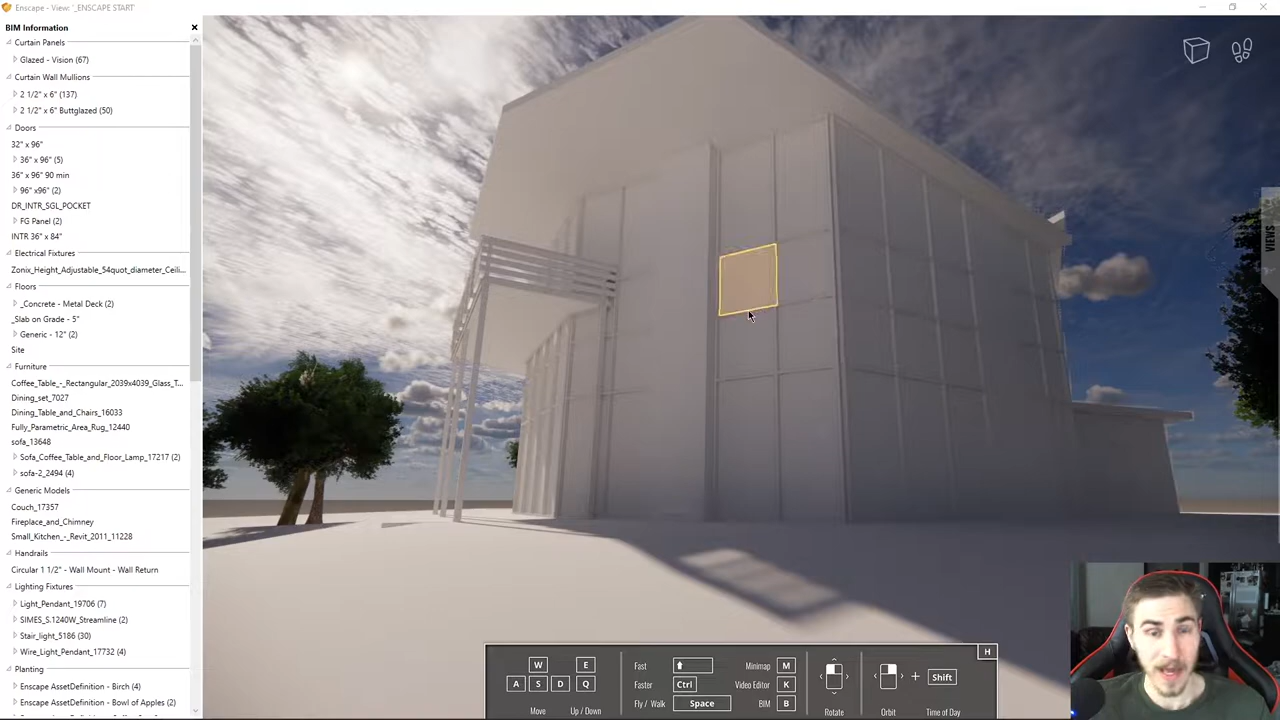 Enscape - View: '_ENSCAPE START'
BIM Information
Curtain Panels
Glazed - Vision (67)
Curtain Wall Mullions
2 1/2" x 6" (137)
2 1/2" x 6" Buttglazed (50)
Doors
32" x 96"
36" x 96" (5)
36" x 96" 90 min
96" x96" (2)
DR_INTR_SGL_POCKET
FG Panel (2)
INTR 36" x 84"
Electrical Fixtures
Zonix_Height_Adjustable_54quot_diameter_Ceili...
Floors
_Concrete - Metal Deck (2)
_Slab on Grade - 5"
Generic - 12" (2)
Site
Furniture
Coffee_Table_-_Rectangular_2039x4039_Glass_T...
Dining_set_7027
Dining_Table_and_Chairs_16033
Fully_Parametric_Area_Rug_12440
sofa_13648
Sofa_Coffee_Table_and_Floor_Lamp_17217 (2)
sofa-2_2494 (4)
Generic Models
Couch_17357
Fireplace_and_Chimney
Small_Kitchen_-_Revit_2011_11228
Handrails
Circular 1 1/2" - Wall Mount - Wall Return
Lighting Fixtures
Light_Pendant_19706 (7)
SIMES_S.1240W_Streamline (2)
Stair_light_5186 (30)
Wire_Light_Pendant_17732 (4)
Planting
Enscape AssetDefinition - Birch (4)
Enscape AssetDefinition - Bowl of Apples (2)
VIEWS
H
W E
A S D Q
Move Up / Down
Fast
Faster Ctrl
Fly / Walk Space
Minimap M
Video Editor K
BIM B
Rotate
+ Shift
Orbit Time of Day